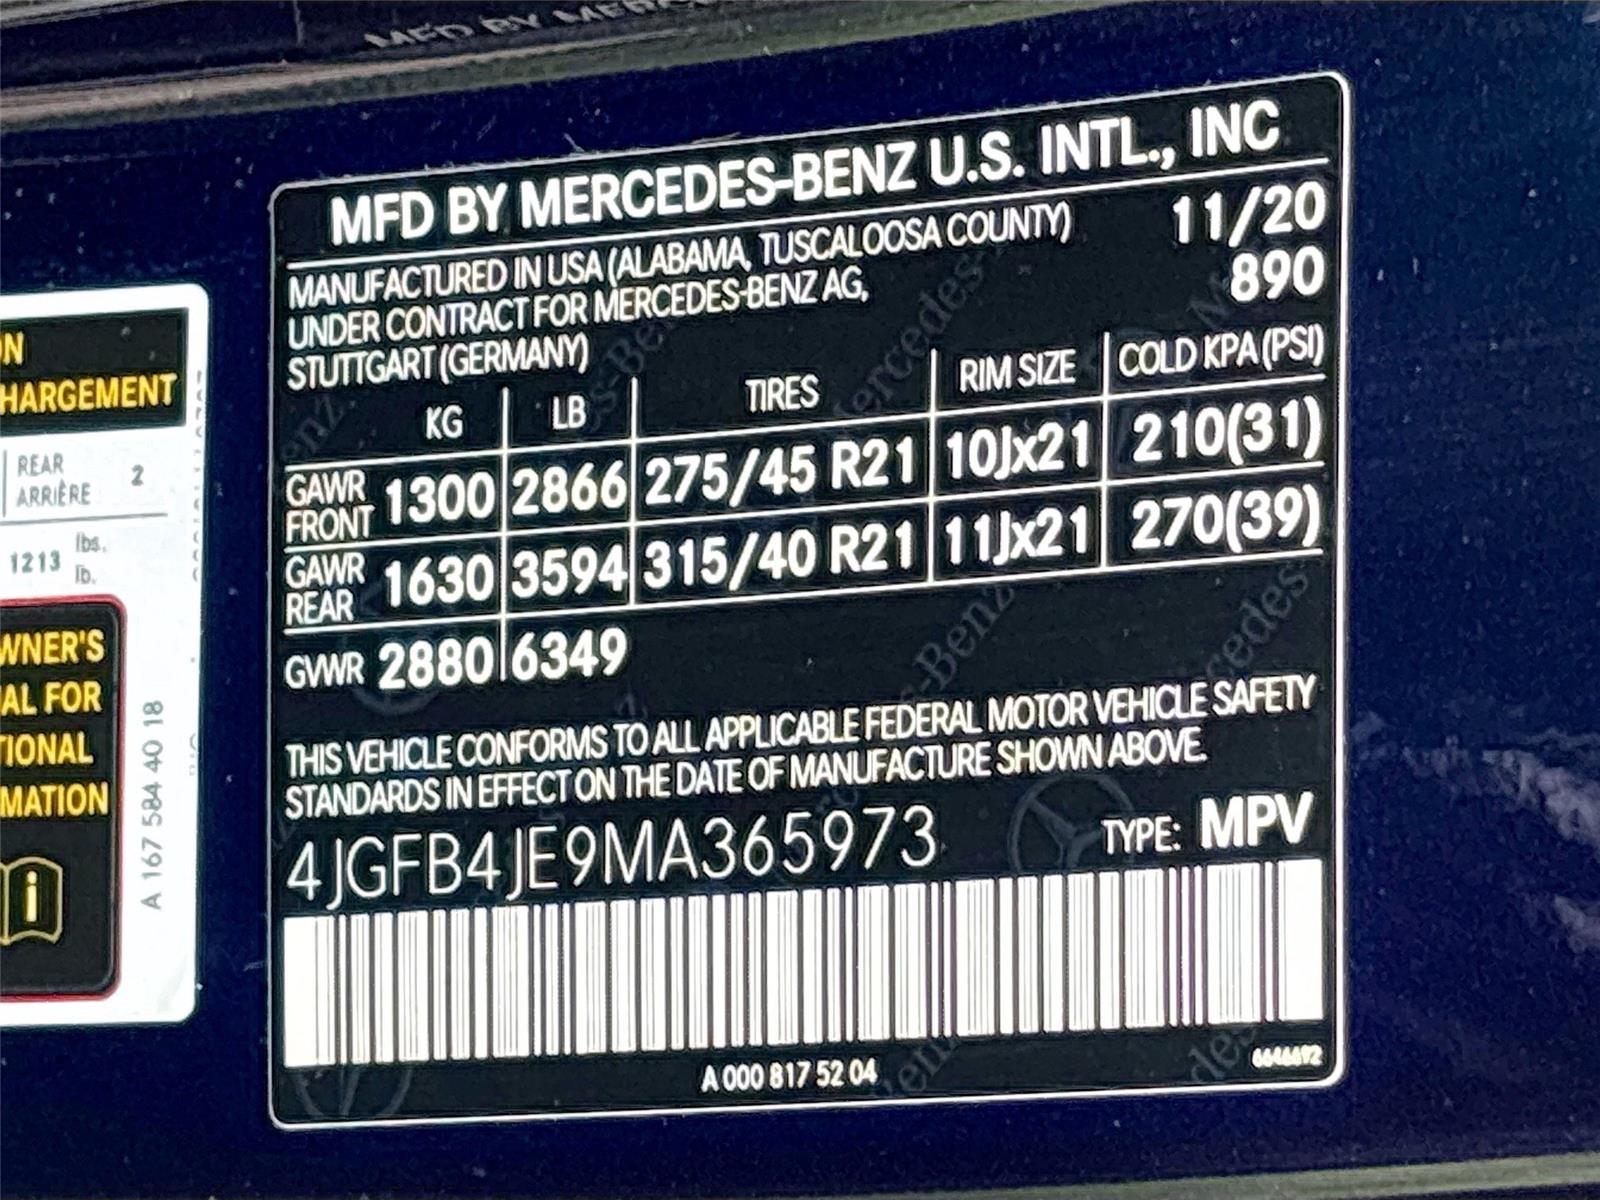 MFD BY MERCE
MFD BY MERCEDES-BENZ U.S. INTL., INC
MANUFACTURED IN USA (ALABAMA, TUSCALOOSA COUNTY) 11/20
UNDER CONTRACT FOR MERCEDES-BENZ AG, 890
STUTTGART (GERMANY)
KG LB TIRES RIM SIZE COLD KPA (PSI)
GAWR FRONT 1300 2866 275/45 R21 10Jx21 210(31)
GAWR REAR 1630 3594 315/40 R21 11Jx21 270(39)
GVWR 2880 6349
THIS VEHICLE CONFORMS TO ALL APPLICABLE FEDERAL MOTOR VEHICLE SAFETY
STANDARDS IN EFFECT ON THE DATE OF MANUFACTURE SHOWN ABOVE.
4JGFB4JE9MA365973 TYPE: MPV
A 000 817 52 04
6646692
ON
HARGEMENT
REAR 2
ARRIÈRE
1213 lbs.
lb.
WNER'S
AL FOR
TIONAL
MATION
i
A 167 584 40 18